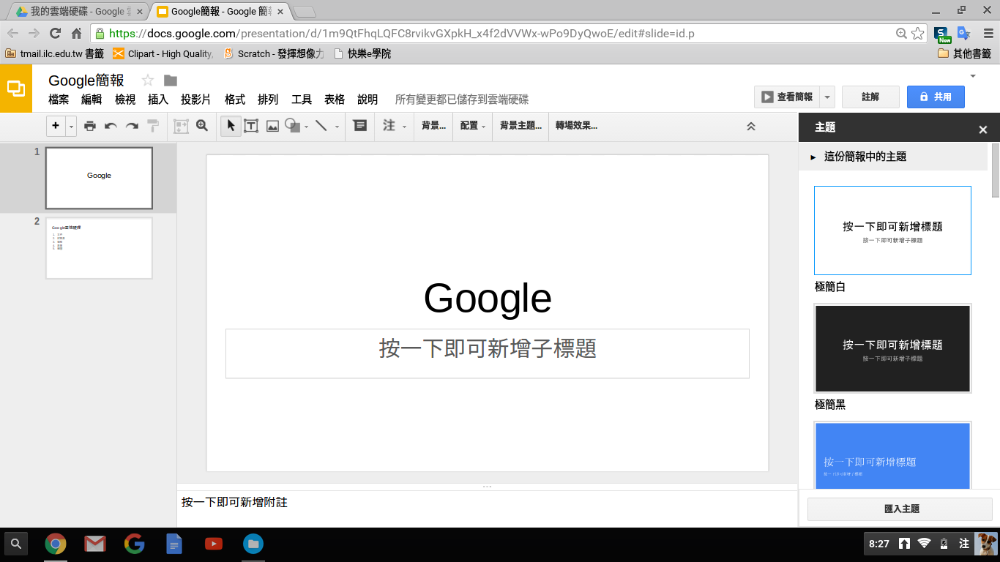 我的雲端硬碟 - Google
Google簡報 - Google 簡
https://docs.google.com/presentation/d/1m9QtFhqLQFC8rvikvGXpkH_x4f2dVVWx-wPo9DyQwoE/edit#slide=id.p
New
tmail.ilc.edu.tw 書籤
Clipart - High Quality,
Scratch - 發揮想像力
快樂e學院
其他書籤
Google簡報
檔案 編輯 檢視 插入 投影片 格式 排列 工具 表格 說明 所有變更都已儲存到雲端硬碟
查看簡報
註解
共用
注
背景...
配置
背景主題...
轉場效果...
主題
這份簡報中的主題
1
Google
2
Google雲端硬碟
Google
按一下即可新增子標題
按一下即可新增附註
按一下即可新增標題
按一下即可新增子標題
極簡白
按一下即可新增標題
按一下即可新增子標題
極簡黑
按一下即可新增標題
匯入主題
8:27
注